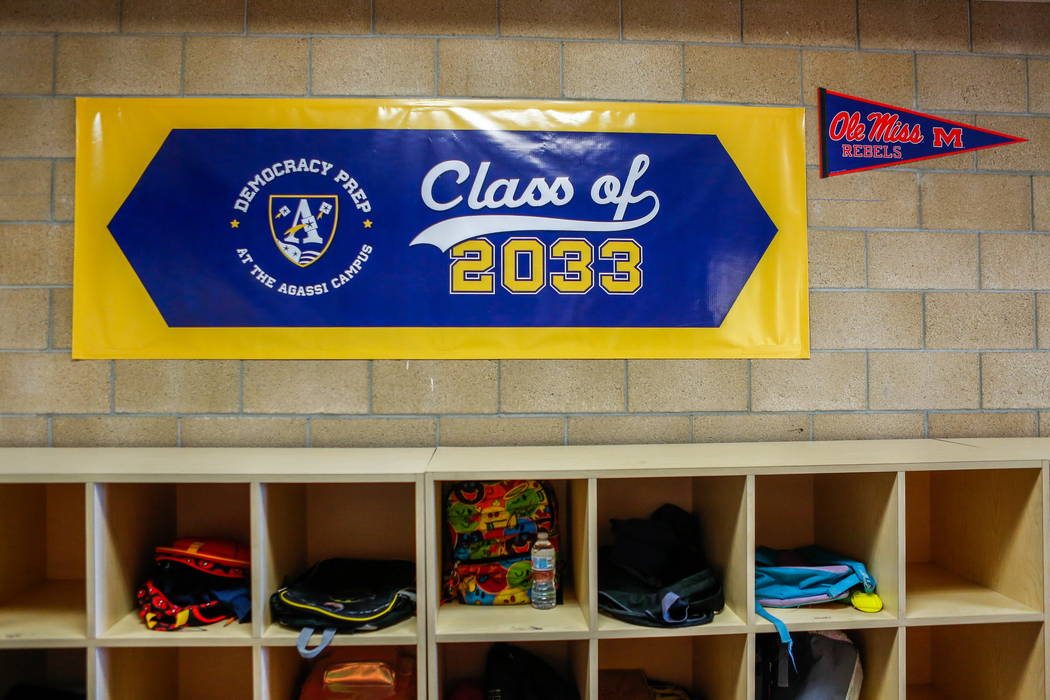 DEMOCRACY PREP
A
AT THE AGASSI CAMPUS
Class of
2033
Ole Miss M
REBELS